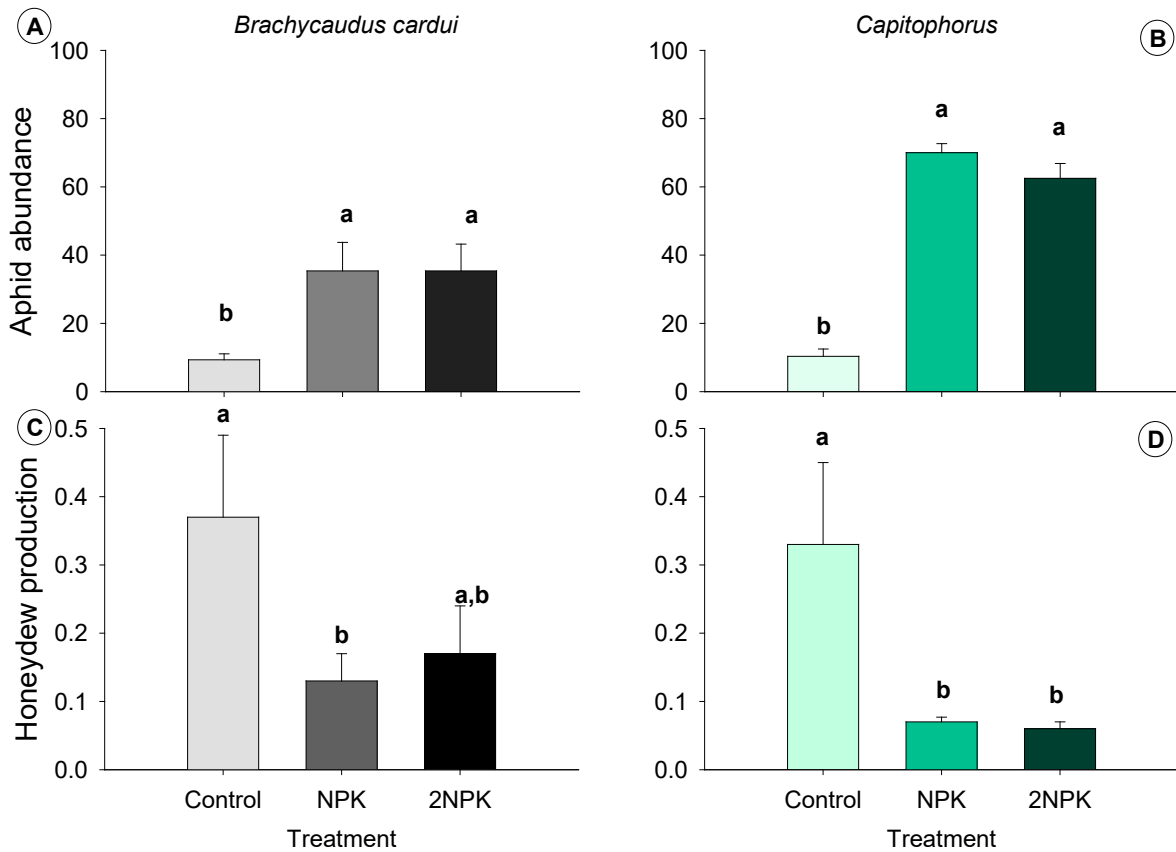 A
Brachycaudus cardui
Capitophorus
B
Aphid abundance
100
80
60
40
20
0
b
a
a
100
80
60
40
20
0
b
a
a
C
Honeydew production
0.5
0.4
0.3
0.2
0.1
0.0
a
b
a,b
Control NPK 2NPK
Treatment
D
0.5
0.4
0.3
0.2
0.1
0.0
a
b
b
Control NPK 2NPK
Treatment